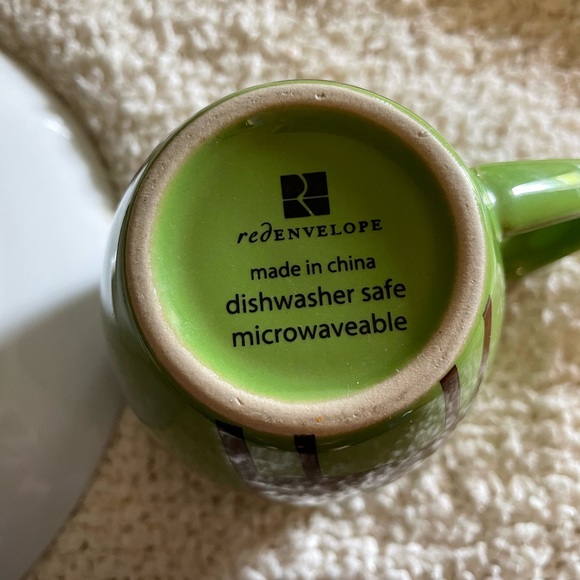 redENVELOPE
made in china
dishwasher safe
microwaveable